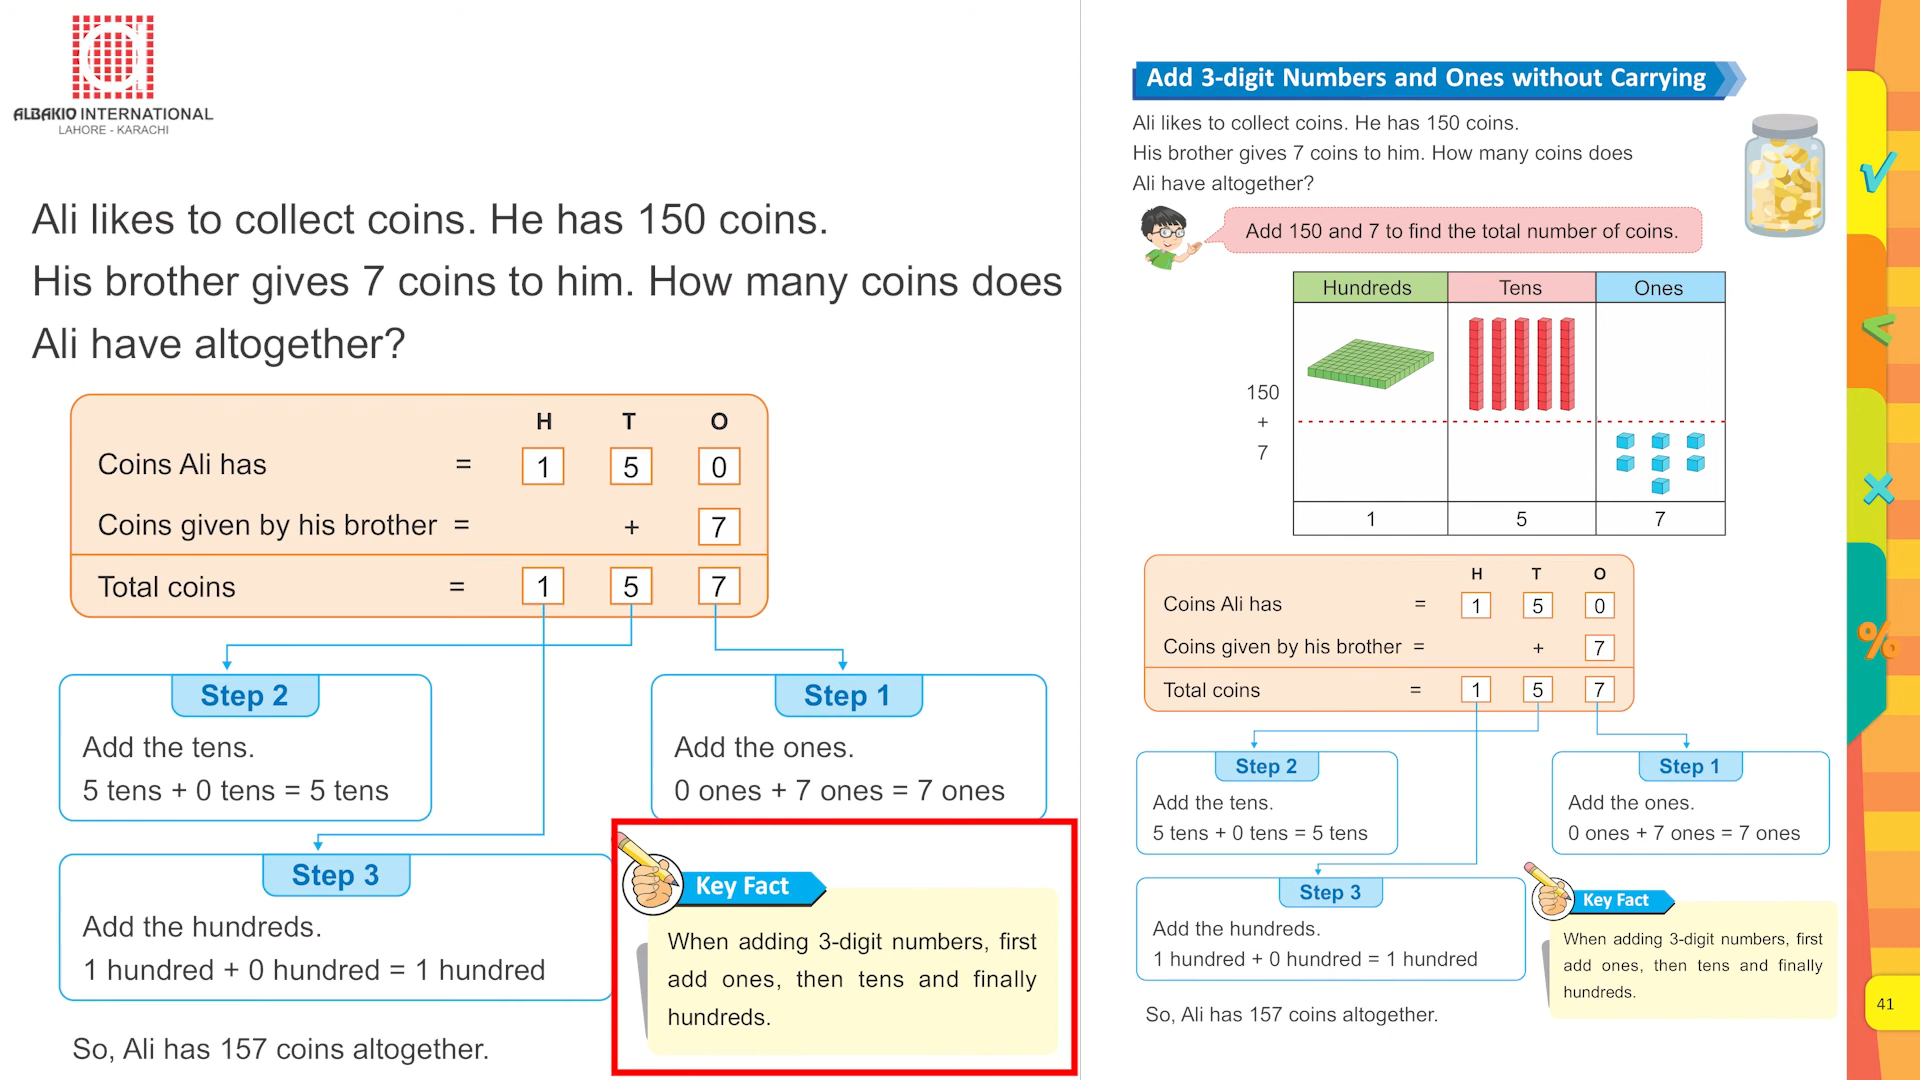 ALBAKIO INTERNATIONAL
LAHORE - KARACHI
Ali likes to collect coins. He has 150 coins.
His brother gives 7 coins to him. How many coins does
Ali have altogether?
H T O
Coins Ali has = 1 5 0
Coins given by his brother = + 7
Total coins = 1 5 7
Step 2
Add the tens.
5 tens + 0 tens = 5 tens
Step 1
Add the ones.
0 ones + 7 ones = 7 ones
Step 3
Add the hundreds.
1 hundred + 0 hundred = 1 hundred
Key Fact
When adding 3-digit numbers, first
add ones, then tens and finally
hundreds.
So, Ali has 157 coins altogether.
Add 3-digit Numbers and Ones without Carrying
Ali likes to collect coins. He has 150 coins.
His brother gives 7 coins to him. How many coins does
Ali have altogether?
Add 150 and 7 to find the total number of coins.
Hundreds Tens Ones
150
+
7
1 5 7
H T O
Coins Ali has = 1 5 0
Coins given by his brother = + 7
Total coins = 1 5 7
Step 2
Add the tens.
5 tens + 0 tens = 5 tens
Step 1
Add the ones.
0 ones + 7 ones = 7 ones
Step 3
Add the hundreds.
1 hundred + 0 hundred = 1 hundred
Key Fact
When adding 3-digit numbers, first
add ones, then tens and finally
hundreds.
So, Ali has 157 coins altogether.
√
<
×
%
41